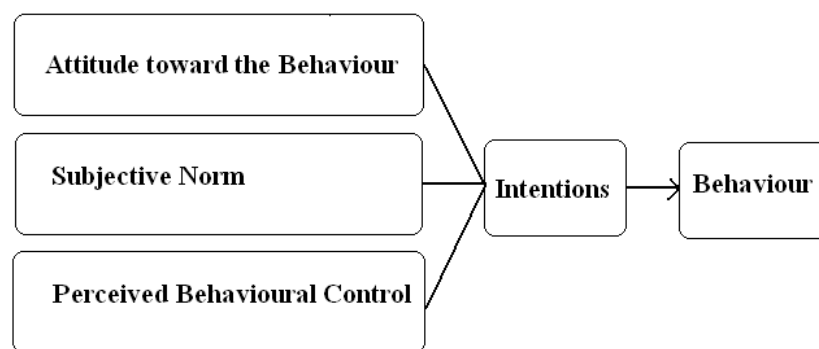 Attitude toward the Behaviour
Subjective Norm
Perceived Behavioural Control
Intentions
Behaviour